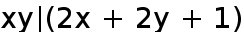 xy|(2x + 2y + 1)